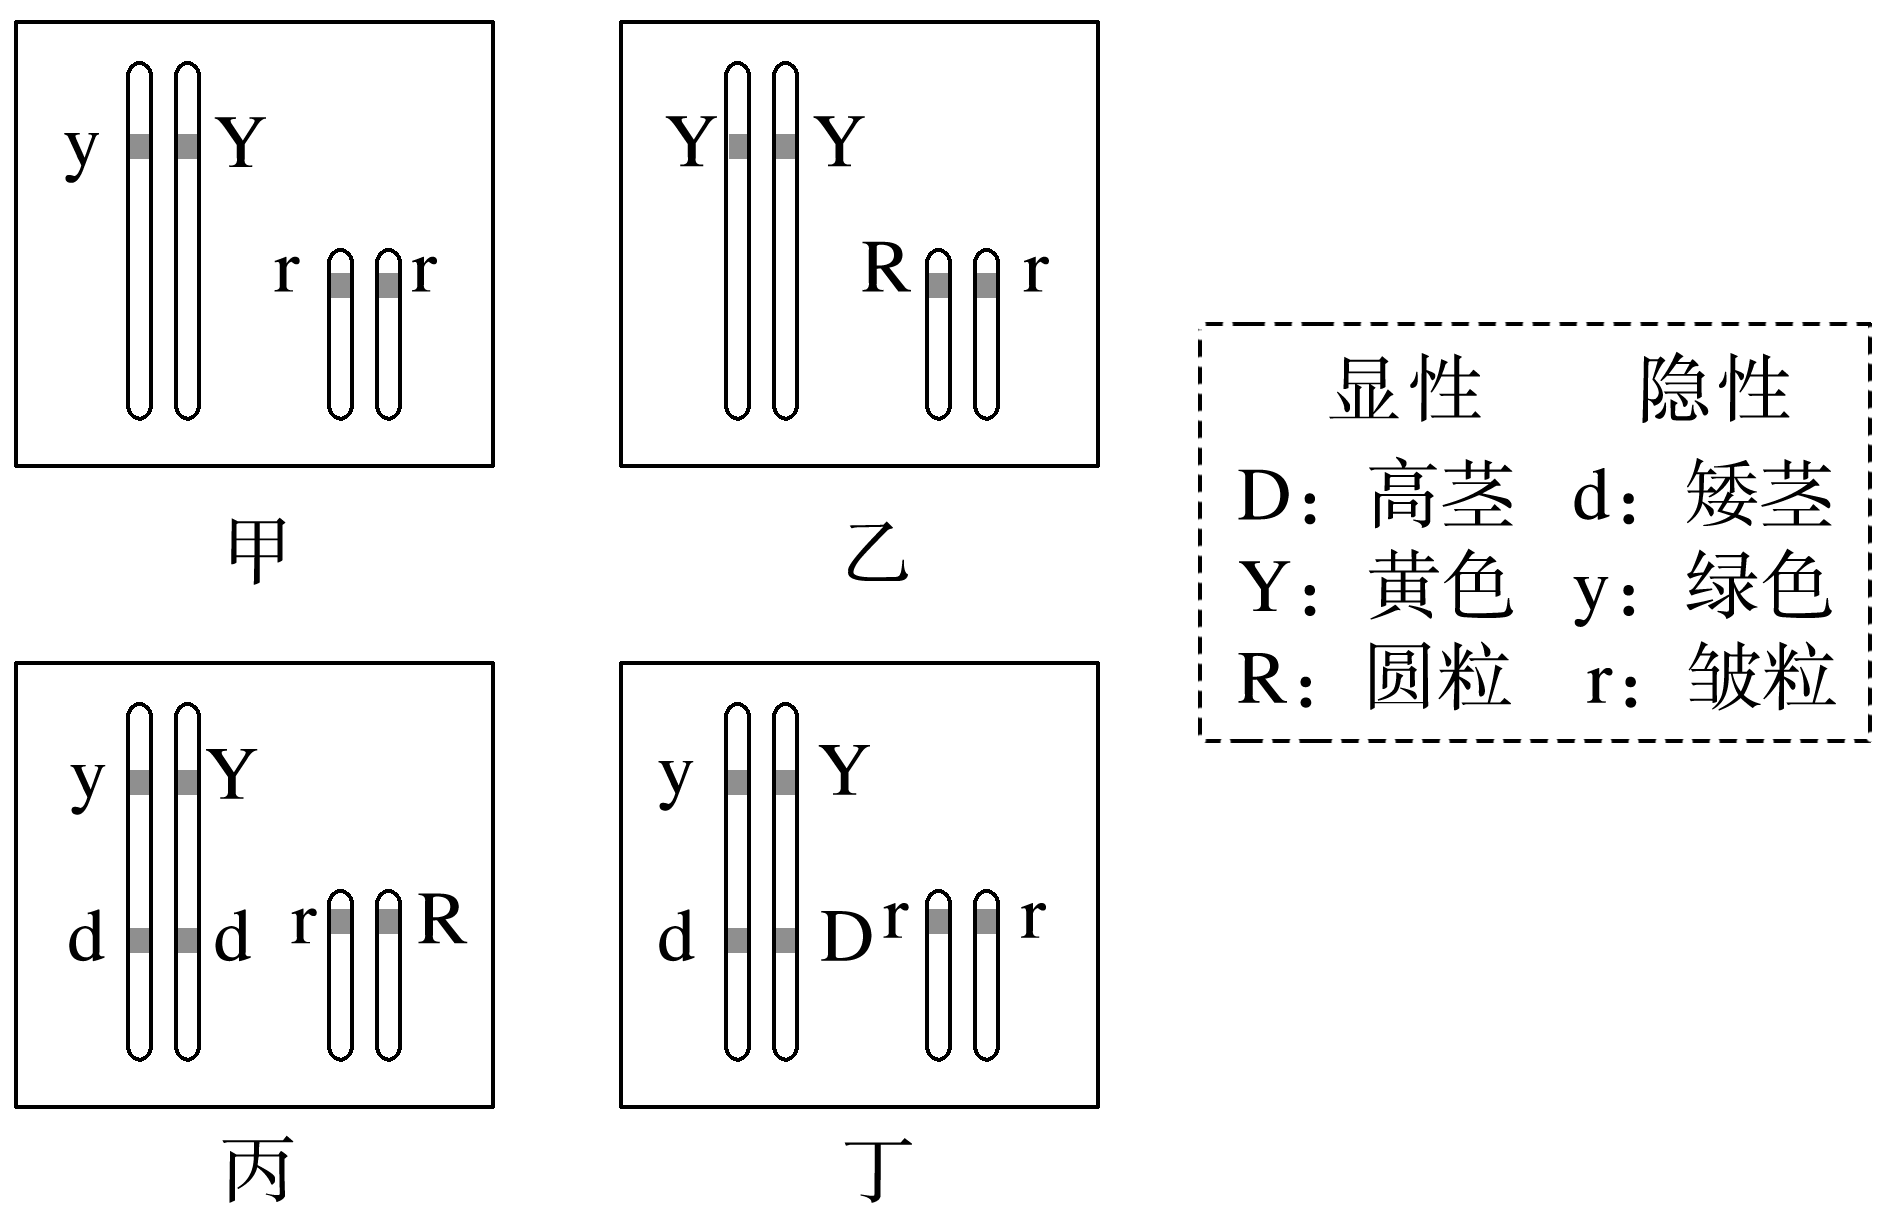 y Y
r r
甲
Y Y
R r
乙
显性 隐性
D：高茎 d：矮茎
Y：黄色 y：绿色
R：圆粒 r：皱粒
y Y
d d r R
丙
y Y
d D r r
丁